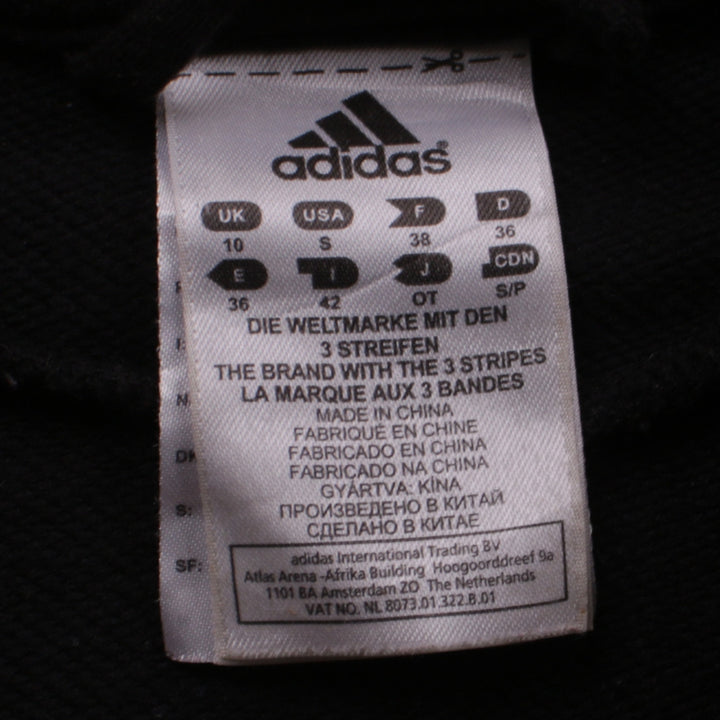 adidas®
UK USA F D
10 S 38 36
E I J CDN
36 42 OT S/P
DIE WELTMARKE MIT DEN
3 STREIFEN
THE BRAND WITH THE 3 STRIPES
LA MARQUE AUX 3 BANDES
MADE IN CHINA
FABRIQUÉ EN CHINE
FABRICADO EN CHINA
FABRICADO NA CHINA
GYÁRTVA: KÍNA
ПРОИЗВЕДЕНО В КИТАЙ
СДЕЛАНО В КИТАЕ
adidas International Trading BV
Atlas Arena -Afrika Building Hoogoorddreef 9a
1101 BA Amsterdam ZO The Netherlands
VAT NO. NL 8073.01.322.B.01
I:
N
DK
S:
SF: